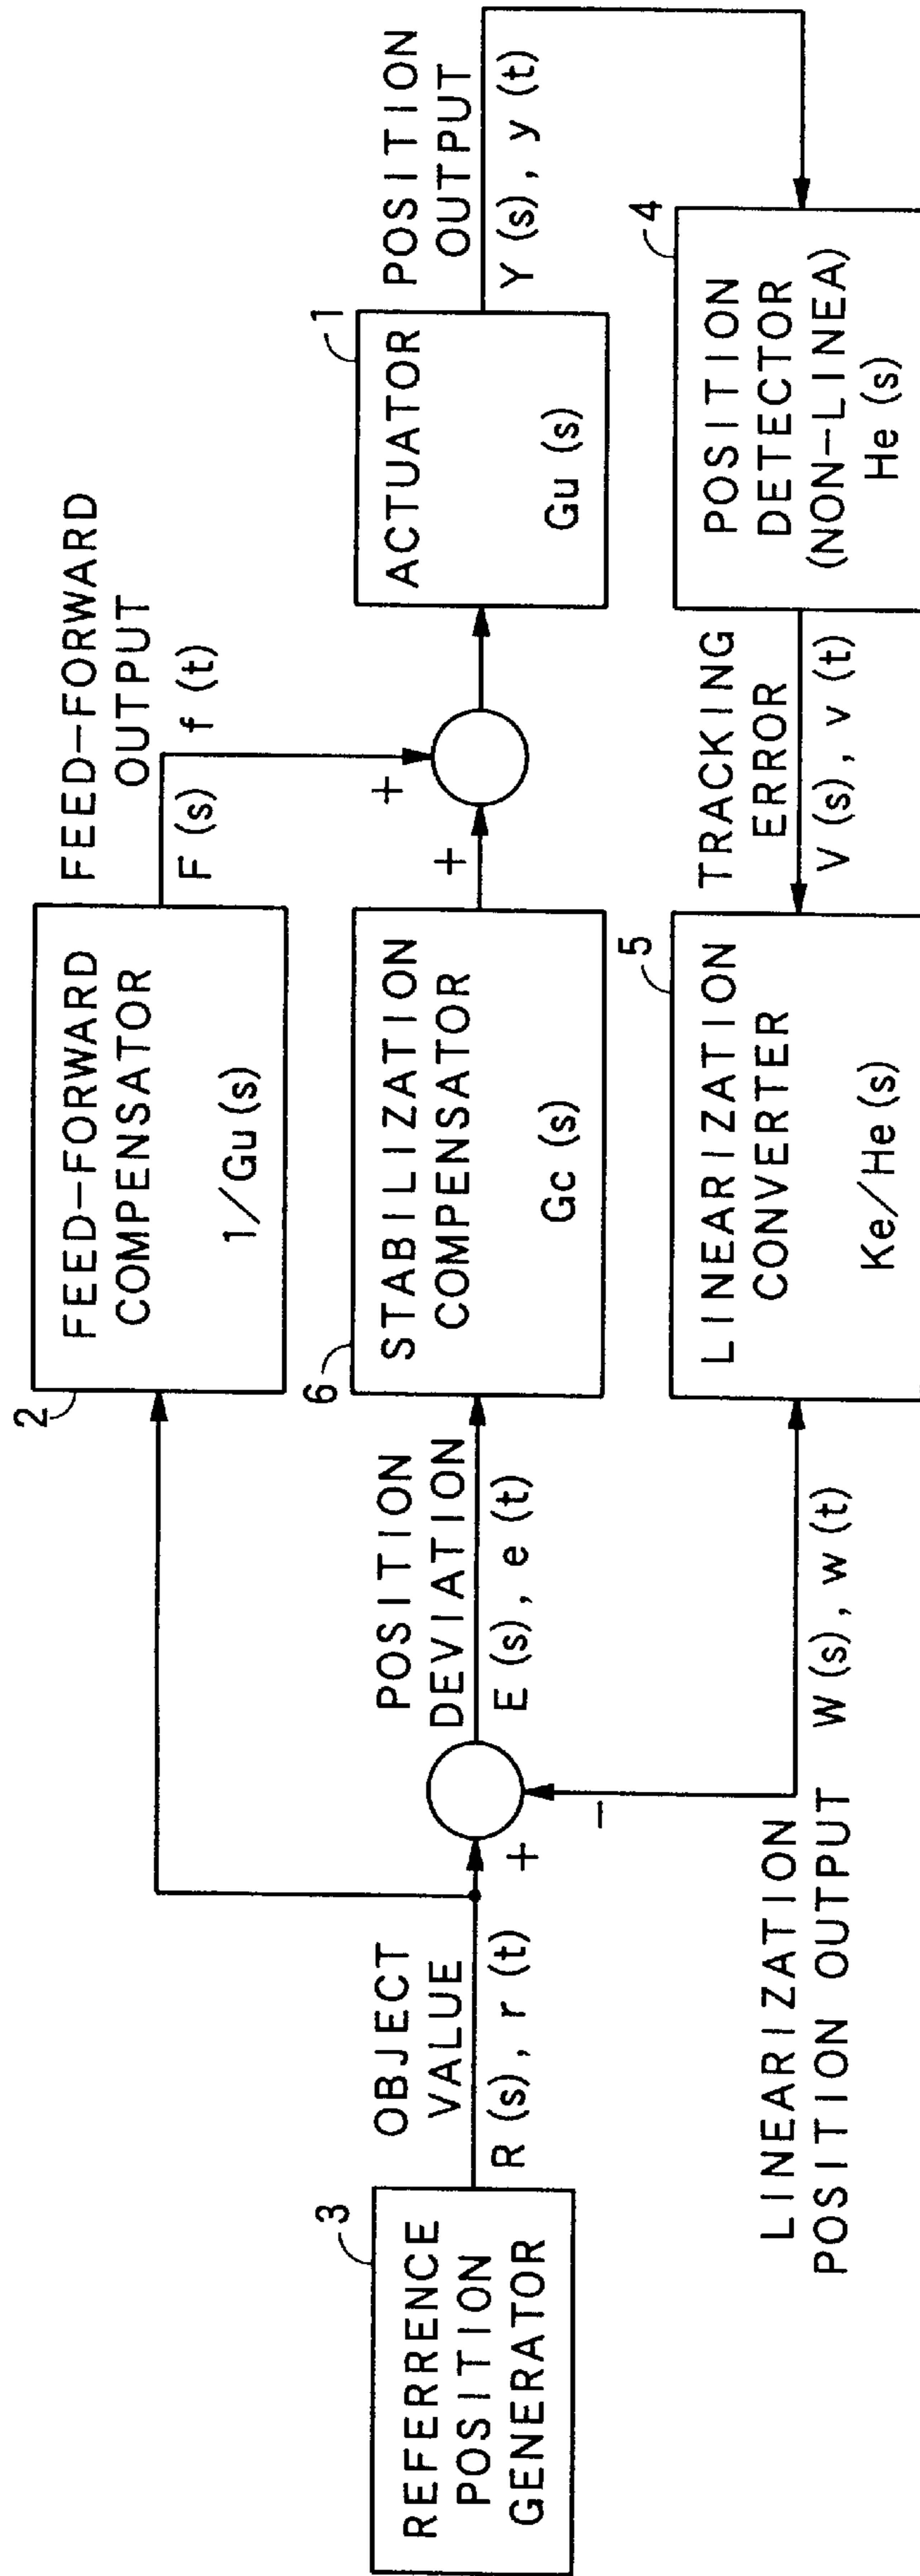 3
REFERRENCE
POSITION
GENERATOR
OBJECT
VALUE
R (s), r (t)
+
−
POSITION
DEVIATION
E (s), e (t)
2
FEED-FORWARD
COMPENSATOR
1/Gu (s)
FEED-FORWARD
OUTPUT
F (s)
f (t)
6
STABILIZATION
COMPENSATOR
Gc (s)
+
+
1
ACTUATOR
Gu (s)
POSITION
OUTPUT
Y (s), y (t)
4
POSITION
DETECTOR
(NON-LINEA)
He (s)
TRACKING
ERROR
V (s), v (t)
5
LINEARIZATION
CONVERTER
Ke/He (s)
W (s), w (t)
LINEARIZATION
POSITION OUTPUT